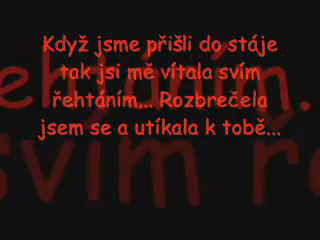 Když jsme přišli do stáje
tak jsi mě vítala svím
řehtáním... Rozbrečela
jsem se a utíkala k tobě...